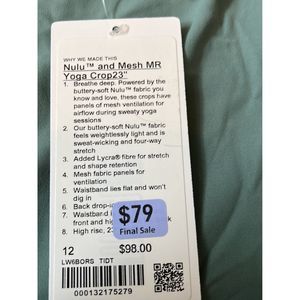 WHY WE MADE THIS
Nulu™ and Mesh MR
Yoga Crop23"
1. Breathe deep. Powered by the
buttery-soft Nulu™ fabric you
know and love, these crops have
panels of mesh ventilation for
airflow during sweaty yoga
sessions
2. Our buttery-soft Nulu™ fabric
feels weightlessly light and is
sweat-wicking and four-way
stretch
3. Added Lycra® fibre for stretch
and shape retention
4. Mesh fabric panels for
ventilation
5. Waistband lies flat and won't
dig in
6. Back drop-i
7. Waistband
front and hig
8. High rise, 23
$79
Final Sale
12
$98.00
LW6BORS TIDT
000132175279